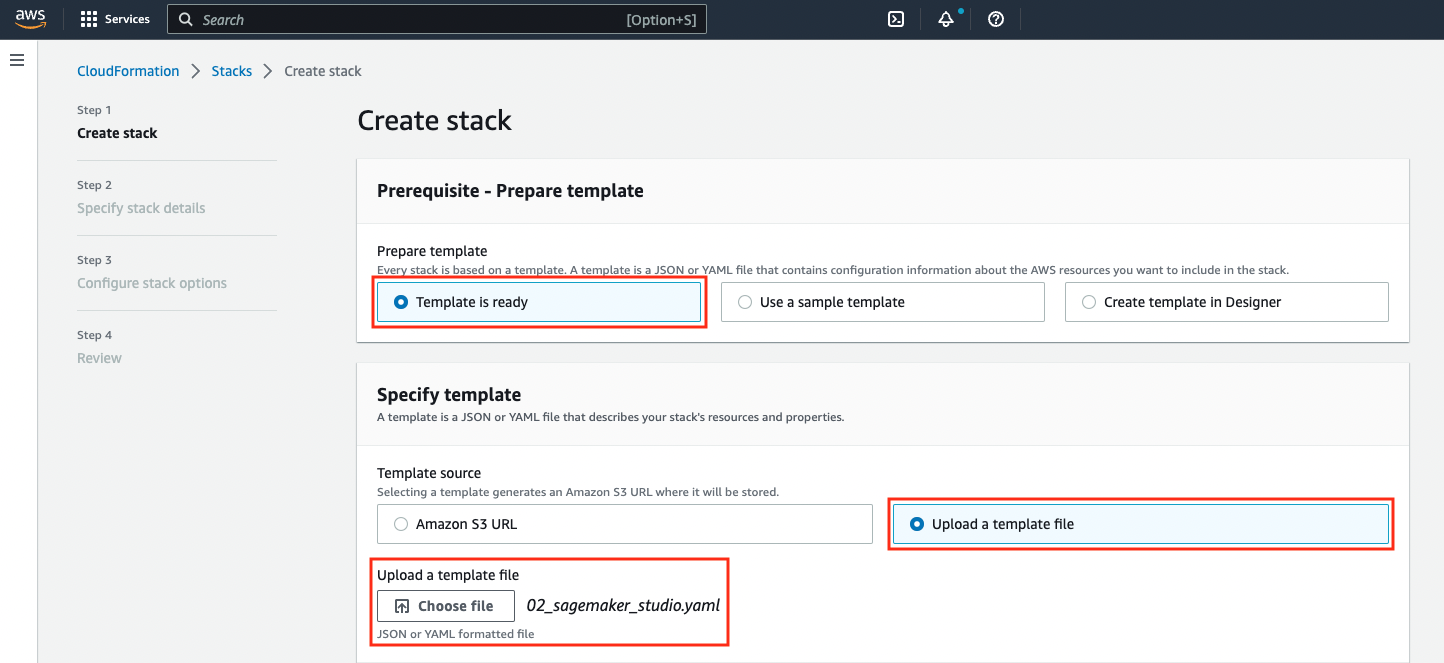 aws
Services
Search
[Option+S]
CloudFormation
Stacks
Create stack
Step 1
Create stack
Step 2
Specify stack details
Step 3
Configure stack options
Step 4
Review
Create stack
Prerequisite - Prepare template
Prepare template
Every stack is based on a template. A template is a JSON or YAML file that contains configuration information about the AWS resources you want to include in the stack.
Template is ready
Use a sample template
Create template in Designer
Specify template
A template is a JSON or YAML file that describes your stack's resources and properties.
Template source
Selecting a template generates an Amazon S3 URL where it will be stored.
Amazon S3 URL
Upload a template file
Upload a template file
Choose file
02_sagemaker_studio.yaml
JSON or YAML formatted file